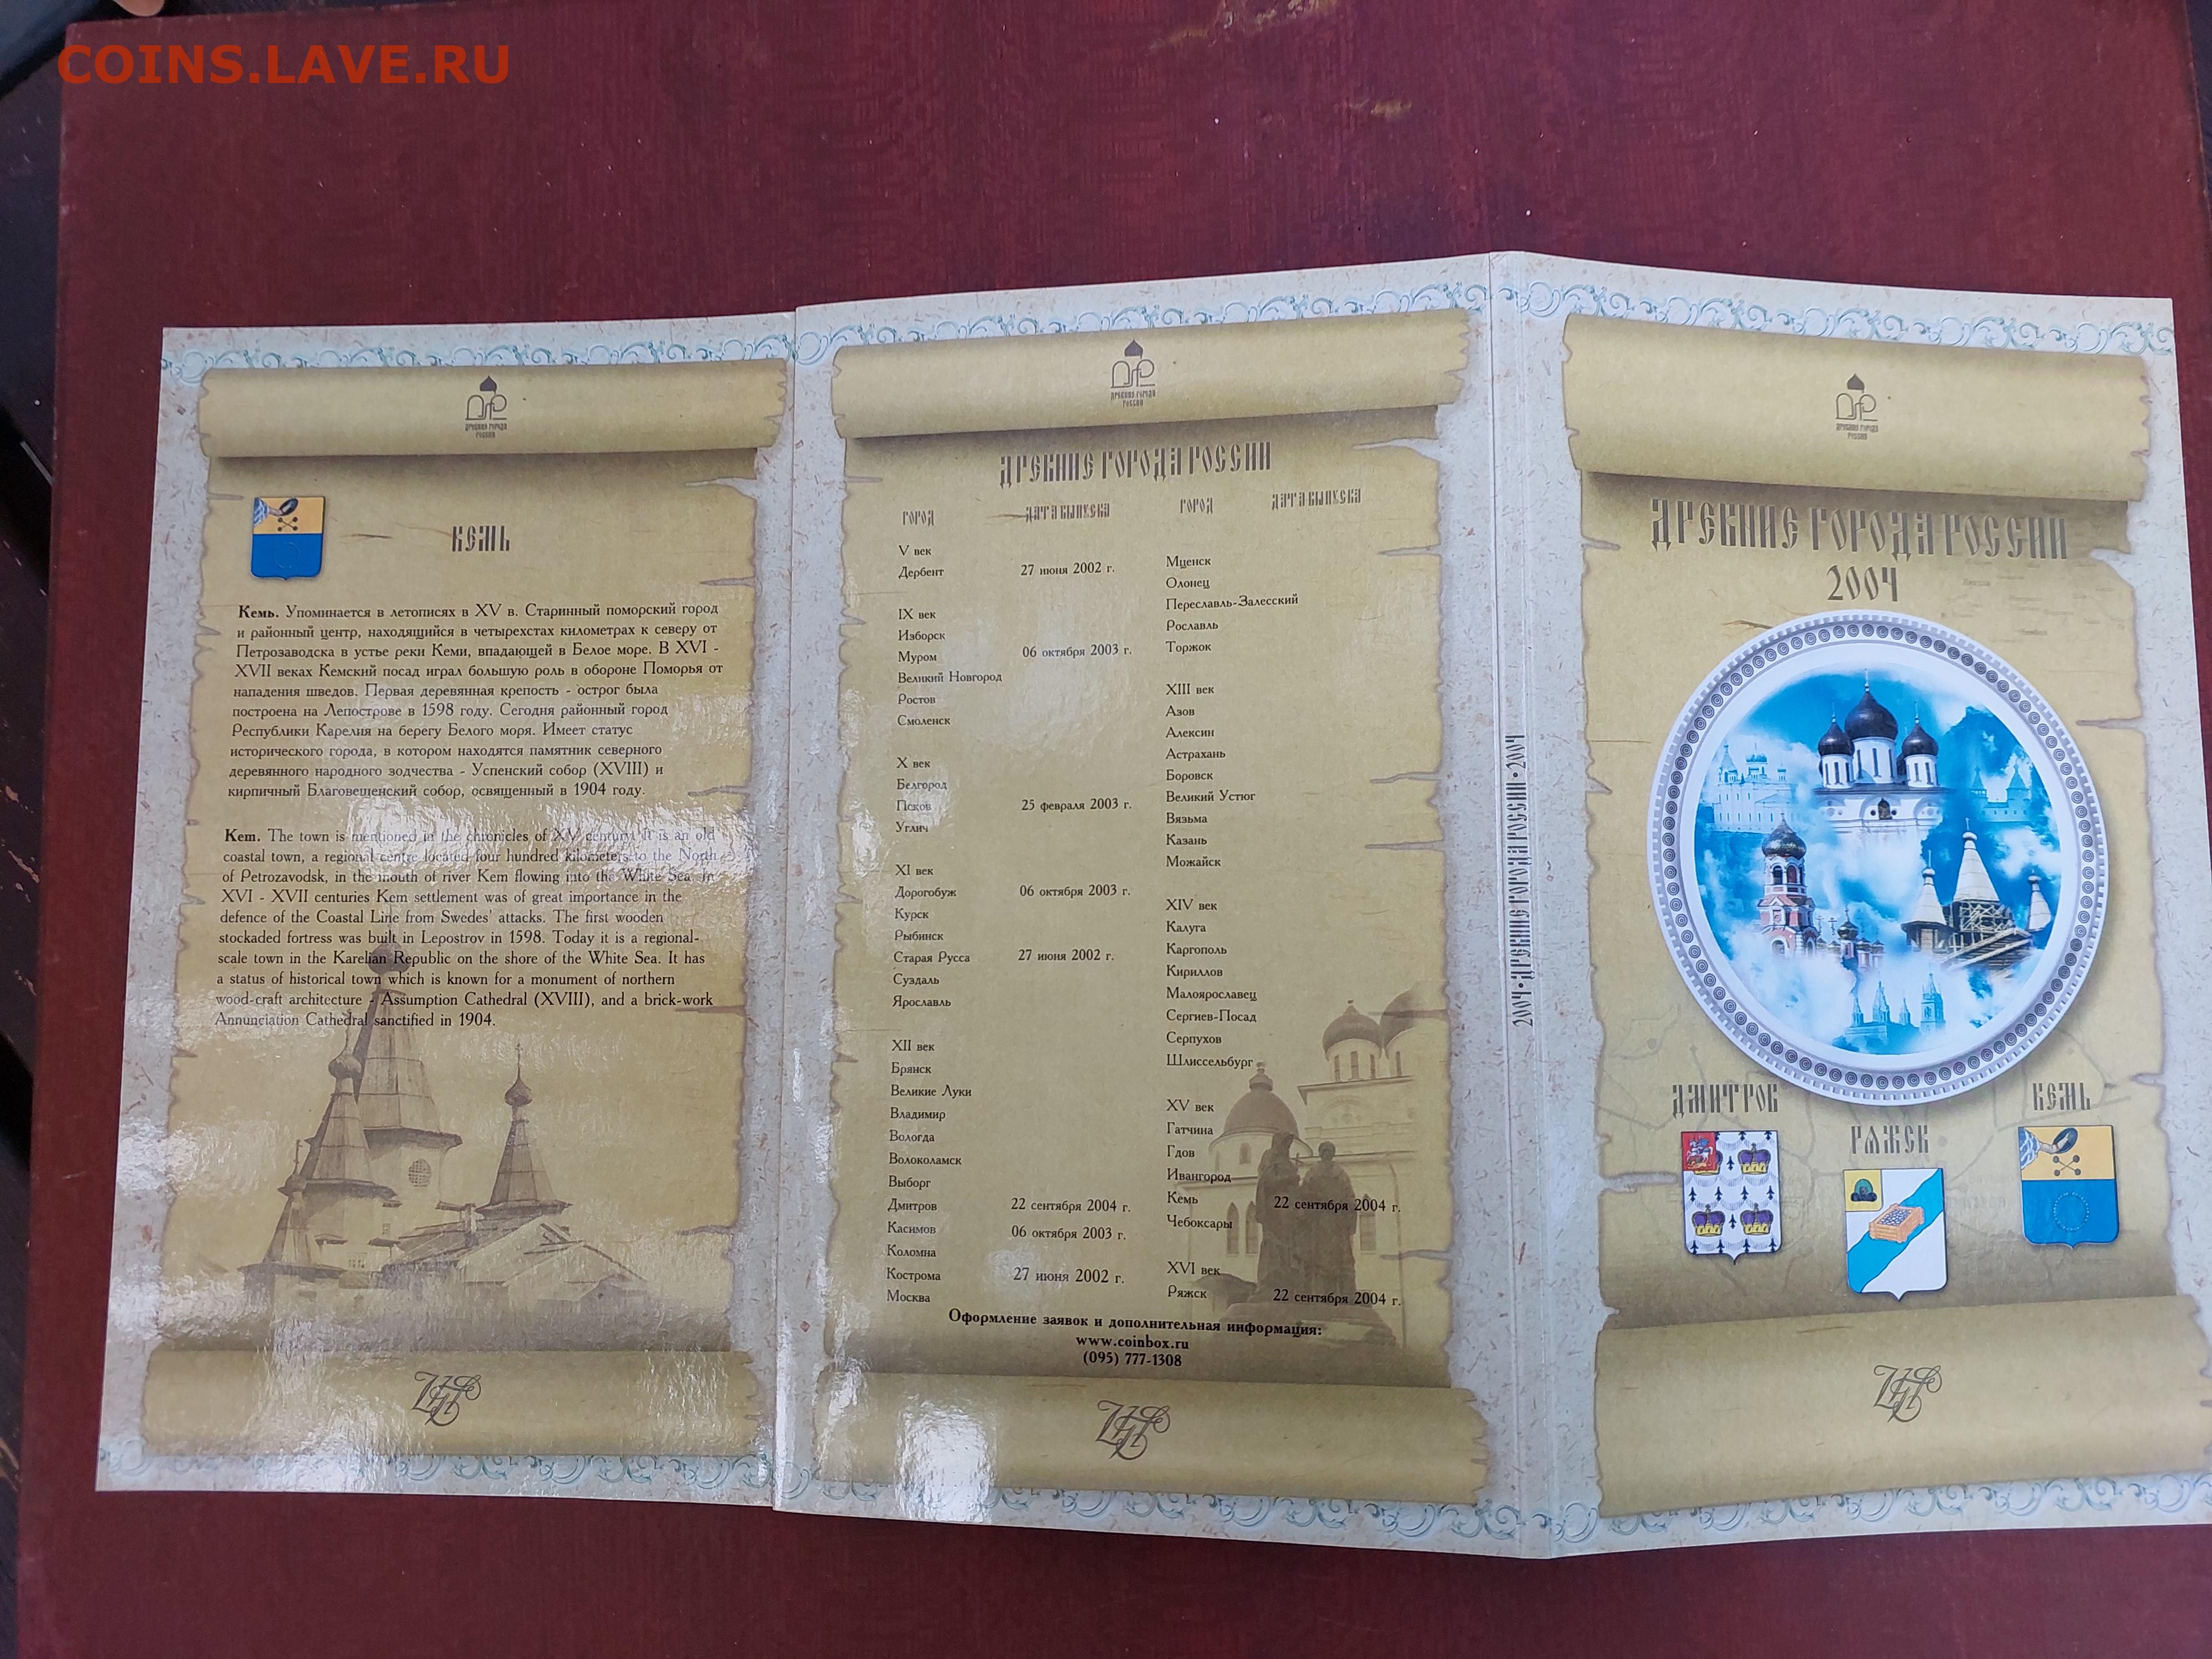 COINS.LAVE.RU
ДРЕВНИЕ ГОРОДА
РОССИИ
КЕМЬ
Кемь. Упоминается в летописях в XV в. Старинный поморский город
и районный центр, находящийся в четырехстах километрах к северу от
Петрозаводска в устье реки Кеми, впадающей в Белое море. В XVI -
XVII веках Кемский посад играл большую роль в обороне Поморья от
нападения шведов. Первая деревянная крепость - острог была
построена на Лепострове в 1598 году. Сегодня районный город
Республики Карелия на берегу Белого моря. Имеет статус
исторического города, в котором находятся памятник северного
деревянного народного зодчества - Успенский собор (XVIII) и
кирпичный Благовещенский собор, освященный в 1904 году.
Kem. The town is mentioned in the chronicles of XV century. It is an old
coastal town, a regional centre located four hundred kilometers to the North
of Petrozavodsk, in the mouth of river Kem flowing into the White Sea. In
XVI - XVII centuries Kem settlement was of great importance in the
defence of the Coastal Line from Swedes' attacks. The first wooden
stockaded fortress was built in Lepostrov in 1598. Today it is a regional-
scale town in the Karelian Republic on the shore of the White Sea. It has
a status of historical town which is known for a monument of northern
wood-craft architecture - Assumption Cathedral (XVIII), and a brick-work
Annunciation Cathedral sanctified in 1904.
ДРЕВНИЕ ГОРОДА
РОССИИ
ДРЕВНИЕ ГОРОДА РОССИИ
ГОРОД ДАТА ВЫПУСКА
V век
Дербент 27 июня 2002 г.
IX век
Изборск
Муром 06 октября 2003 г.
Великий Новгород
Ростов
Смоленск
X век
Белгород
Псков 25 февраля 2003 г.
Углич
XI век
Дорогобуж 06 октября 2003 г.
Курск
Рыбинск
Старая Русса 27 июня 2002 г.
Суздаль
Ярославль
XII век
Брянск
Великие Луки
Владимир
Вологда
Волоколамск
Выборг
Дмитров 22 сентября 2004 г.
Касимов 06 октября 2003 г.
Коломна
Кострома 27 июня 2002 г.
Москва
ГОРОД ДАТА ВЫПУСКА
Мценск
Олонец
Переславль-Залесский
Рославль
Торжок
XIII век
Азов
Алексин
Астрахань
Боровск
Великий Устюг
Вязьма
Казань
Можайск
XIV век
Калуга
Каргополь
Кириллов
Малоярославец
Сергиев-Посад
Серпухов
Шлиссельбург
XV век
Гатчина
Гдов
Ивангород
Кемь 22 сентября 2004 г.
Чебоксары
XVI век
Ряжск 22 сентября 2004 г.
Оформление заявок и дополнительная информация:
www.coinbox.ru
(095) 777-1308
2004•ДРЕВНИЕ ГОРОДА РОССИИ•2004
ДРЕВНИЕ ГОРОДА
РОССИИ
ДРЕВНИЕ ГОРОДА РОССИИ
2004
ДМИТРОВ
РЯЖСК
КЕМЬ